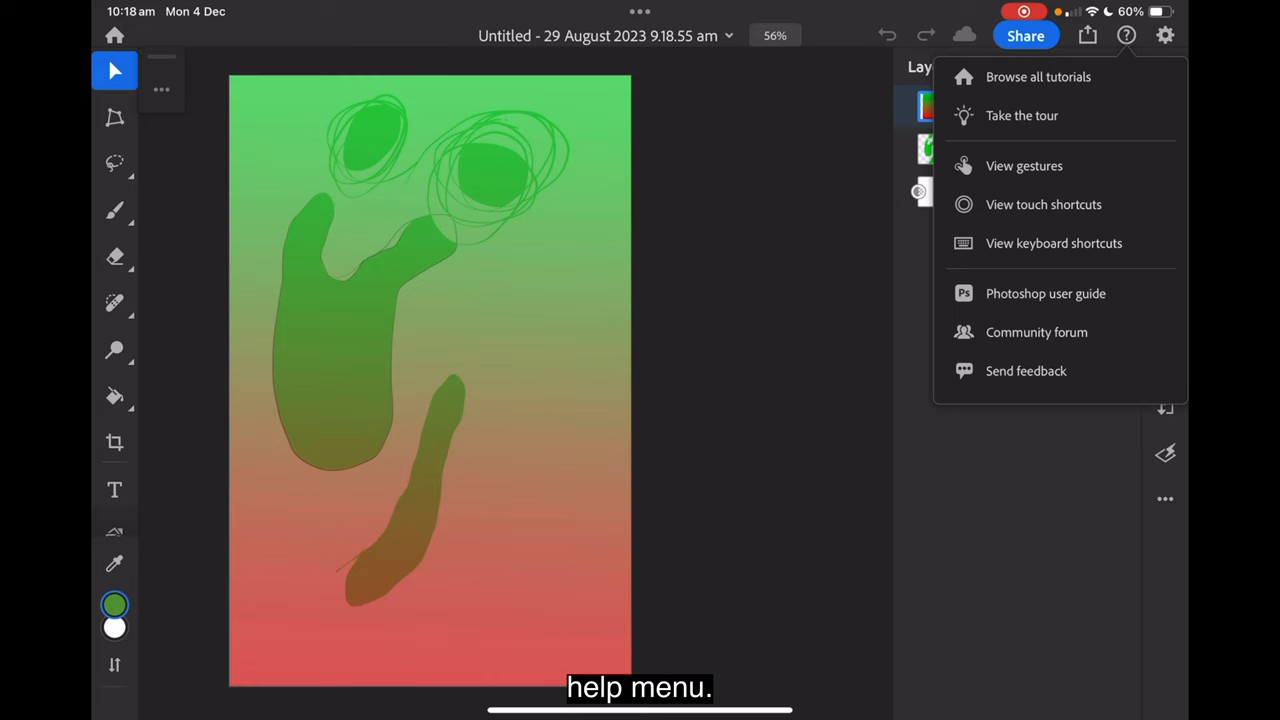 10:18 am Mon 4 Dec
60%
Untitled - 29 August 2023 9.18.55 am
56%
Share
Lay
Browse all tutorials
Take the tour
View gestures
View touch shortcuts
View keyboard shortcuts
Ps Photoshop user guide
Community forum
Send feedback
T
help menu.